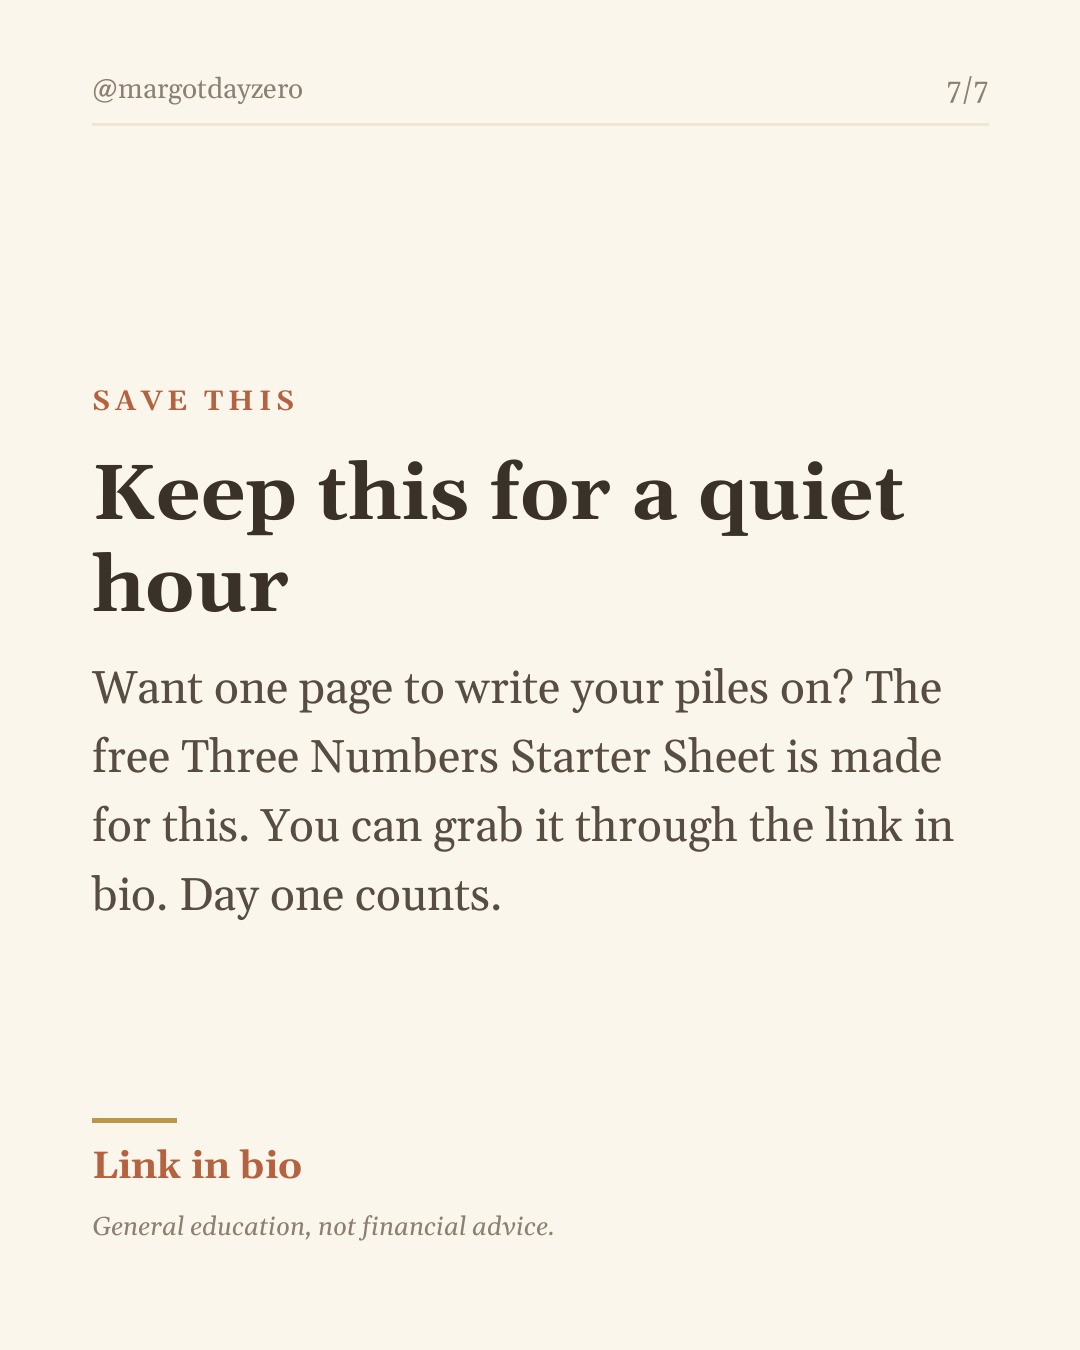 @margotdayzero
7/7
SAVE THIS
Keep this for a quiet
hour
Want one page to write your piles on? The
free Three Numbers Starter Sheet is made
for this. You can grab it through the link in
bio. Day one counts.
Link in bio
General education, not financial advice.